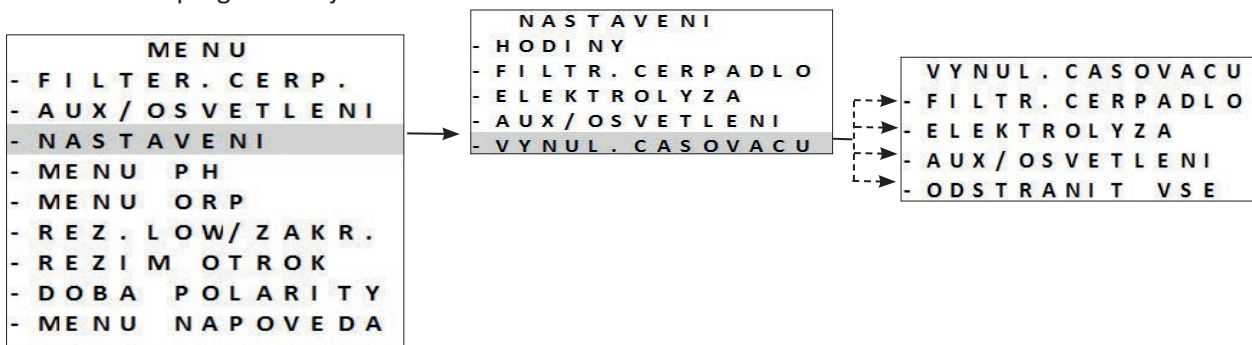 MENU
- FILTER. CERP.
- AUX/OSVETLENI
- NASTAVENI
- MENU PH
- MENU ORP
- REZ. LOW/ZAKR.
- REZIM OTROK
- DOBA POLARITY
- MENU NAPOVEDA
NASTAVENI
- HODINY
- FILTR. CERPADLO
- ELEKTROLYZA
- AUX/OSVETLENI
- VYNUL. CASOVACU
VYNUL. CASOVACU
- FILTR. CERPADLO
- ELEKTROLYZA
- AUX/OSVETLENI
- ODSTRANIT VSE